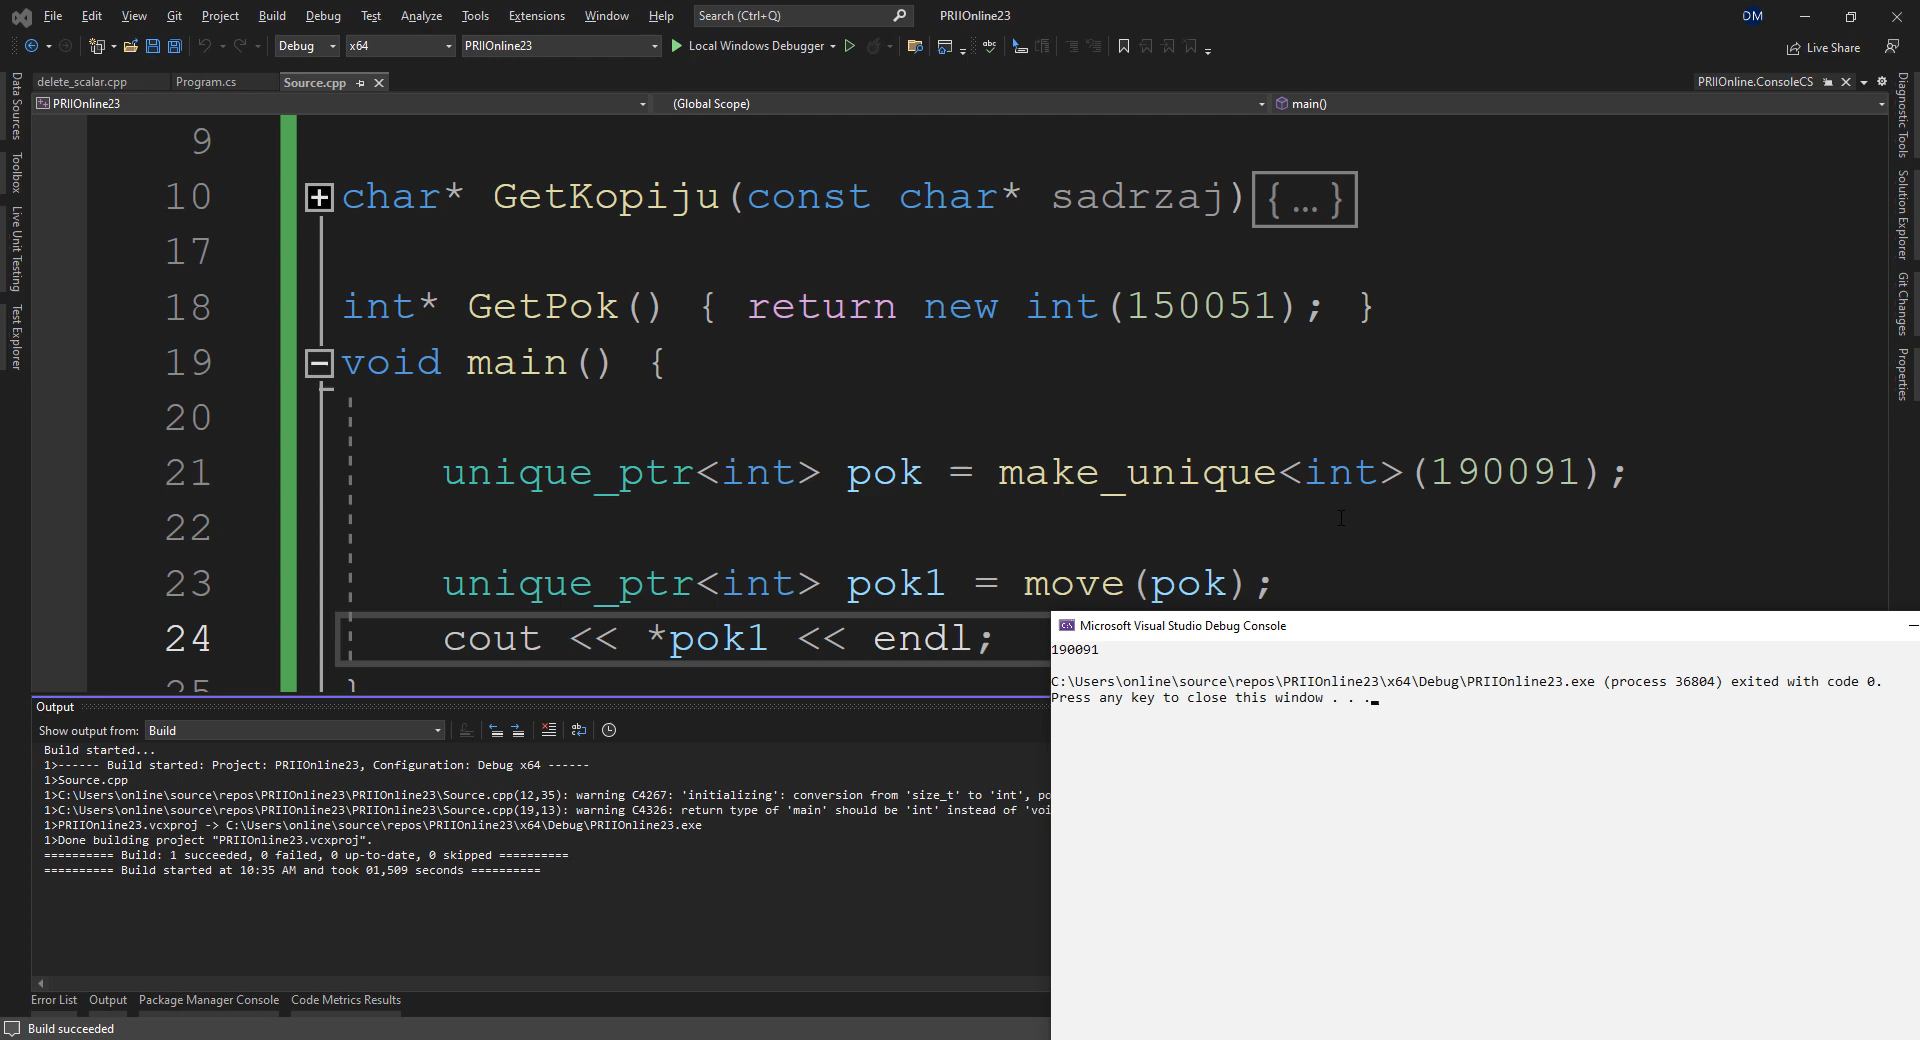 File Edit View Git Project Build Debug Test Analyze Tools Extensions Window Help Search (Ctrl+Q) PRIIOnline23 DM
Debug x64 PRIIOnline23 Local Windows Debugger Live Share
delete_scalar.cpp Program.cs Source.cpp PRIIOnline.ConsoleCS
PRIIOnline23 (Global Scope) main()
Data Sources
Toolbox
Live Unit Testing
Test Explorer
Diagnostic Tools
Solution Explorer
Git Changes
Properties
9
10 char* GetKopiju(const char* sadrzaj){...}
17
18 int* GetPok() { return new int(150051); }
19 void main() {
20
21 unique_ptr<int> pok = make_unique<int>(190091);
22
23 unique_ptr<int> pok1 = move(pok);
24 cout << *pok1 << endl;
25 }
Output
Show output from: Build
Build started...
1>------ Build started: Project: PRIIOnline23, Configuration: Debug x64 ------
1>Source.cpp
1>C:\Users\online\source\repos\PRIIOnline23\PRIIOnline23\Source.cpp(12,35): warning C4267: 'initializing': conversion from 'size_t' to 'int', po
1>C:\Users\online\source\repos\PRIIOnline23\PRIIOnline23\Source.cpp(19,13): warning C4326: return type of 'main' should be 'int' instead of 'voi
1>PRIIOnline23.vcxproj -> C:\Users\online\source\repos\PRIIOnline23\x64\Debug\PRIIOnline23.exe
1>Done building project "PRIIOnline23.vcxproj".
========== Build: 1 succeeded, 0 failed, 0 up-to-date, 0 skipped ==========
========== Build started at 10:35 AM and took 01,509 seconds ==========
Error List Output Package Manager Console Code Metrics Results
Build succeeded
Microsoft Visual Studio Debug Console
190091
C:\Users\online\source\repos\PRIIOnline23\x64\Debug\PRIIOnline23.exe (process 36804) exited with code 0.
Press any key to close this window . . .